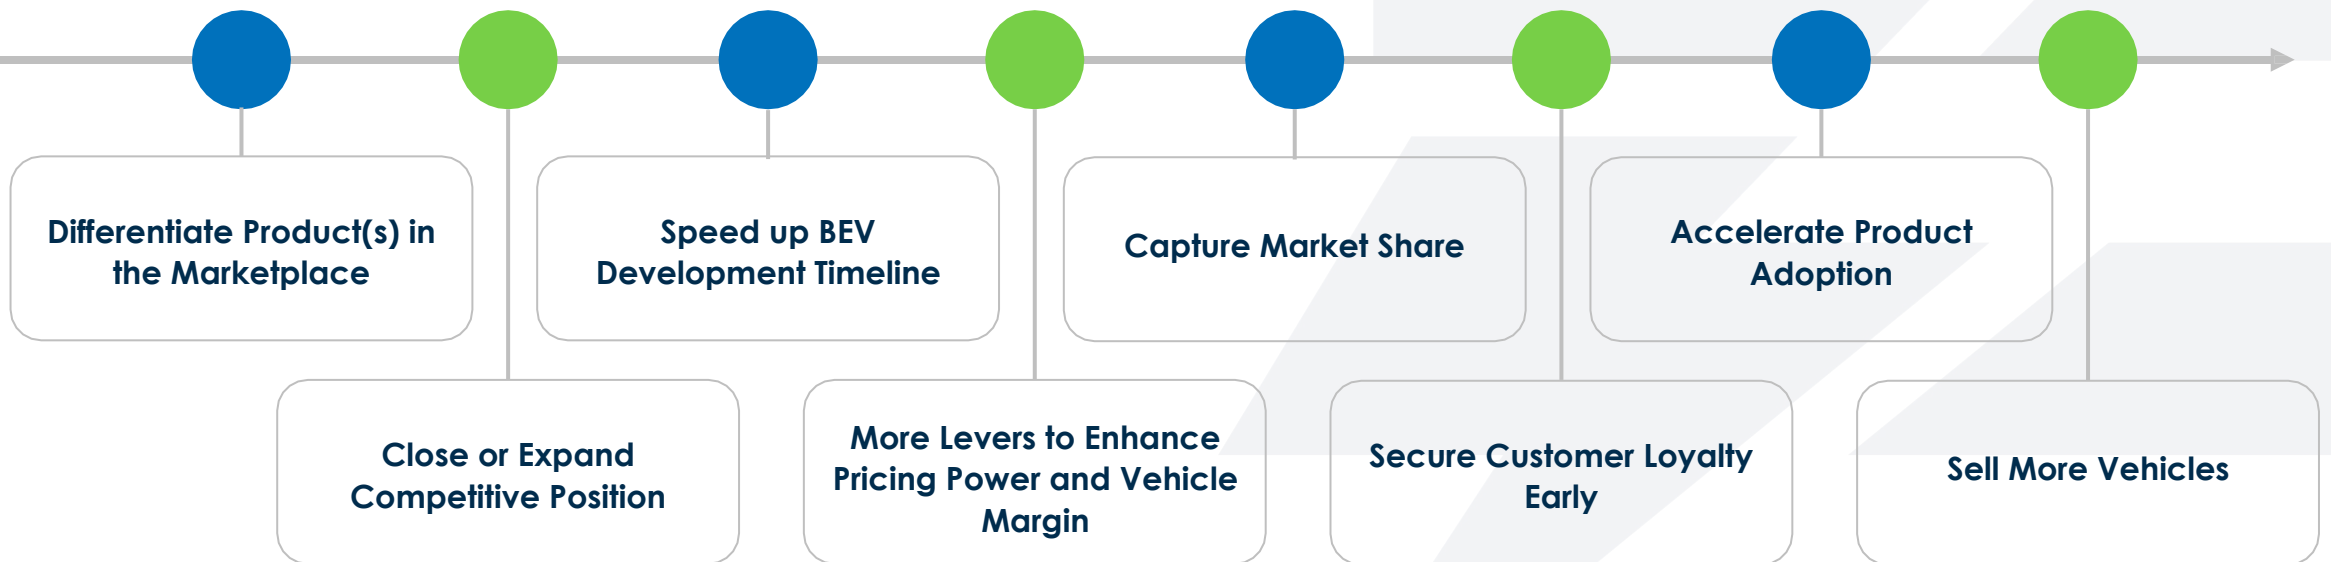 Differentiate Product(s) in
the Marketplace
Close or Expand
Competitive Position
Speed up BEV
Development Timeline
More Levers to Enhance
Pricing Power and Vehicle
Margin
Capture Market Share
Secure Customer Loyalty
Early
Accelerate Product
Adoption
Sell More Vehicles